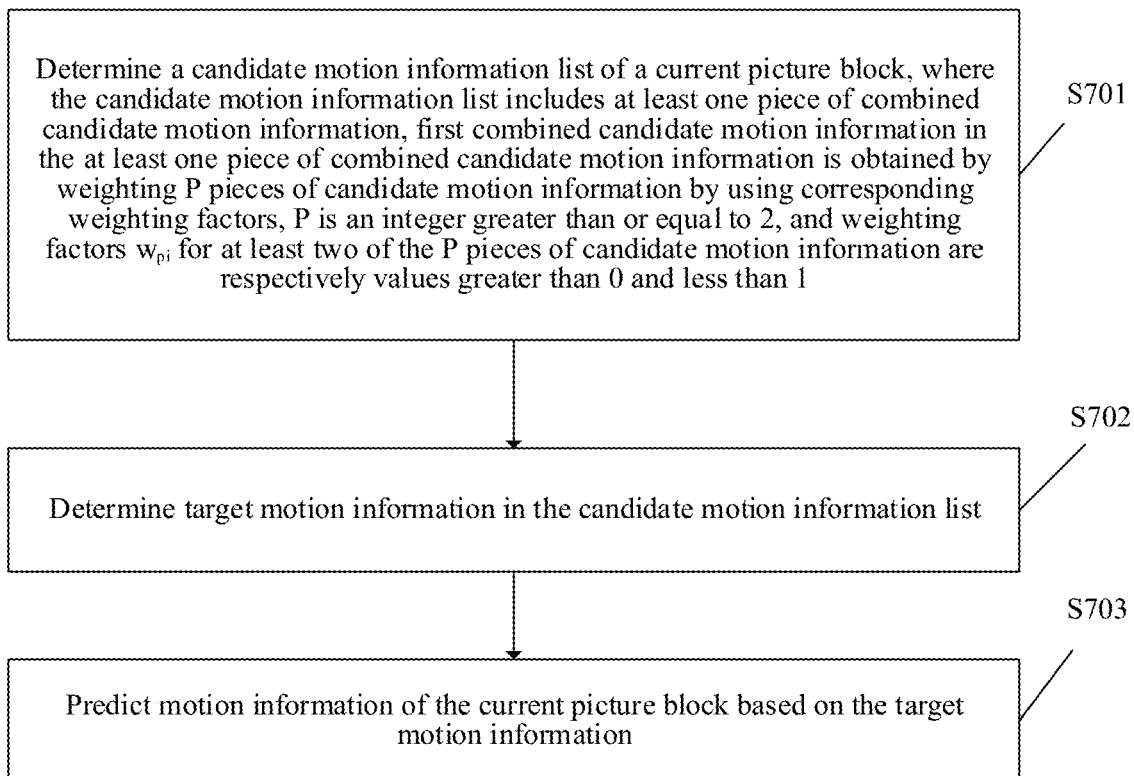 Determine a candidate motion information list of a current picture block, where
the candidate motion information list includes at least one piece of combined
candidate motion information, first combined candidate motion information in
the at least one piece of combined candidate motion information is obtained by
weighting P pieces of candidate motion information by using corresponding
weighting factors, P is an integer greater than or equal to 2, and weighting
factors wpi for at least two of the P pieces of candidate motion information are
respectively values greater than 0 and less than 1
S701
S702
Determine target motion information in the candidate motion information list
S703
Predict motion information of the current picture block based on the target
motion information